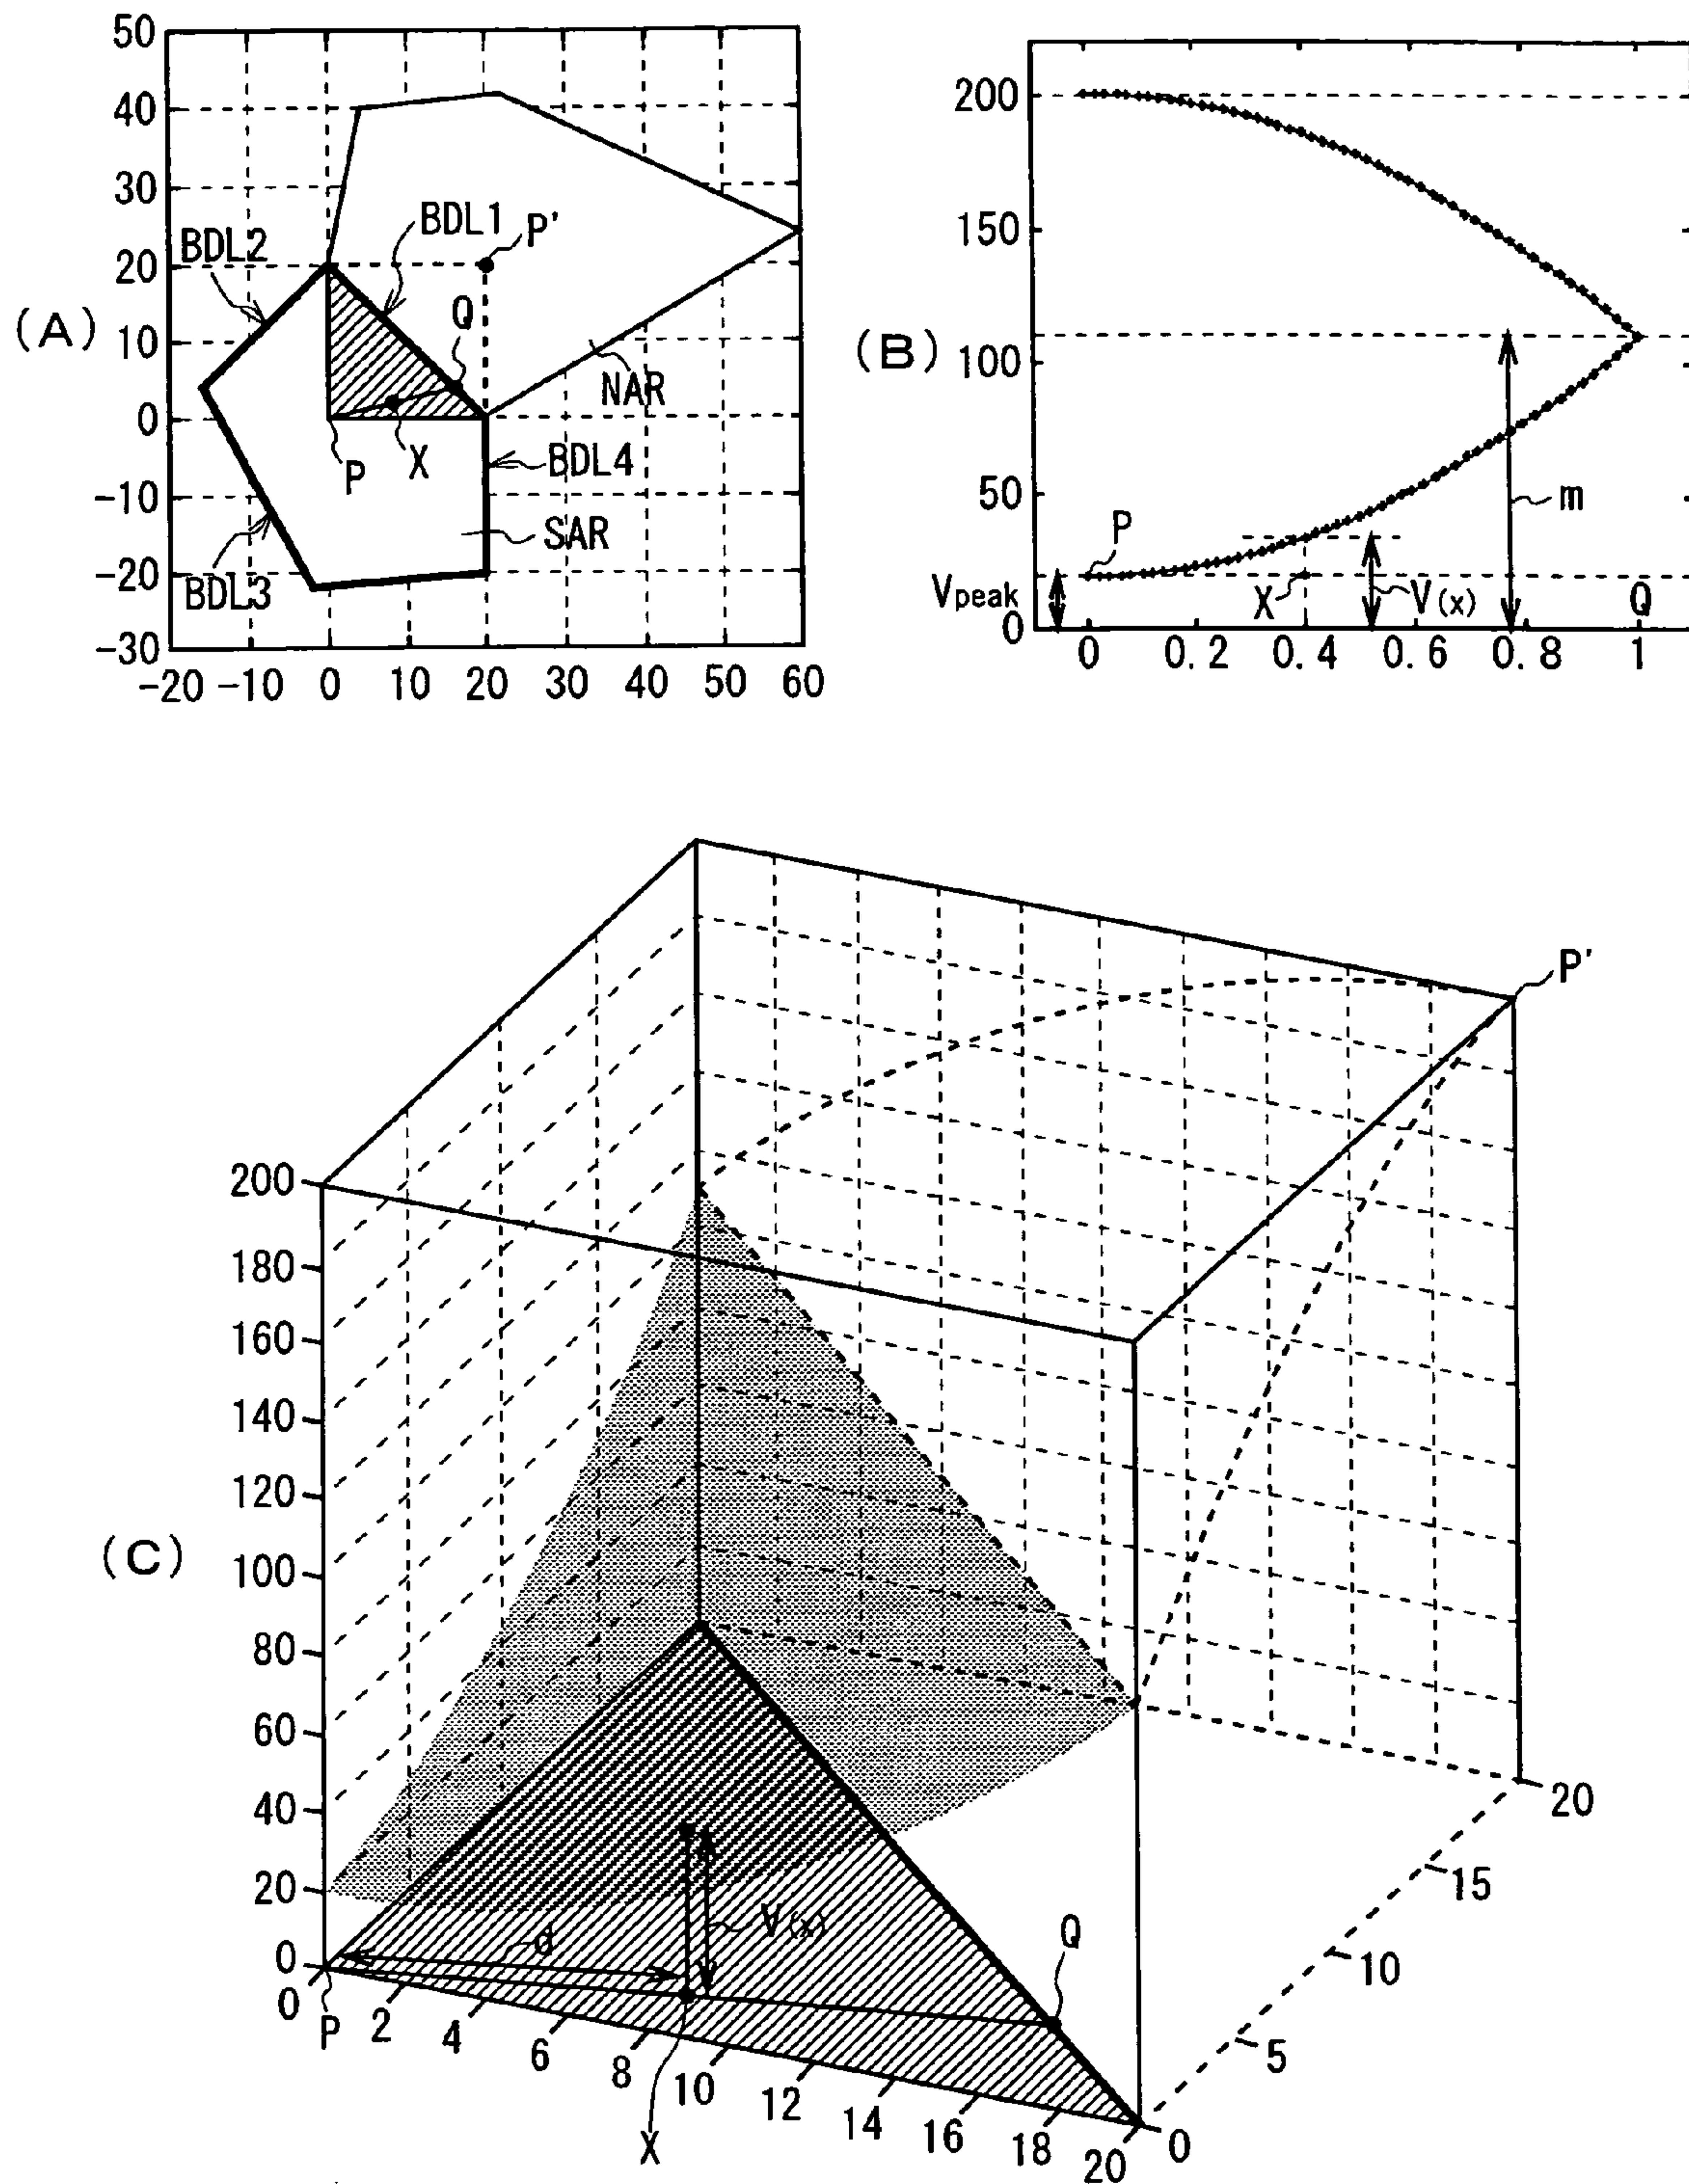 (A)
50
40
30
20
10
0
-10
-20
-30
-20 -10 0 10 20 30 40 50 60
BDL2
BDL1
P'
Q
NAR
P
X
BDL4
SAR
BDL3
(B)
200
150
100
50
0
Vpeak
P
m
X
V(x)
Q
0 0.2 0.4 0.6 0.8 1
(C)
P'
200
180
160
140
120
100
80
60
40
20
0
d
V(x)
Q
0 2 4 6 8 10 12 14 16 18 20
P
X
0 5 10 15 20